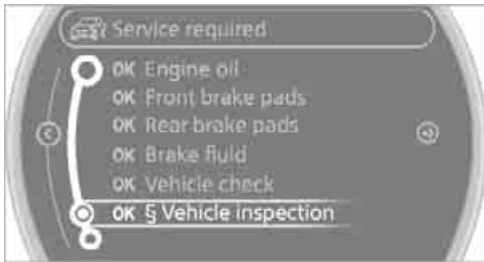 Service required
OK Engine oil
OK Front brake pads
OK Rear brake pads
OK Brake fluid
OK Vehicle check
OK § Vehicle inspection